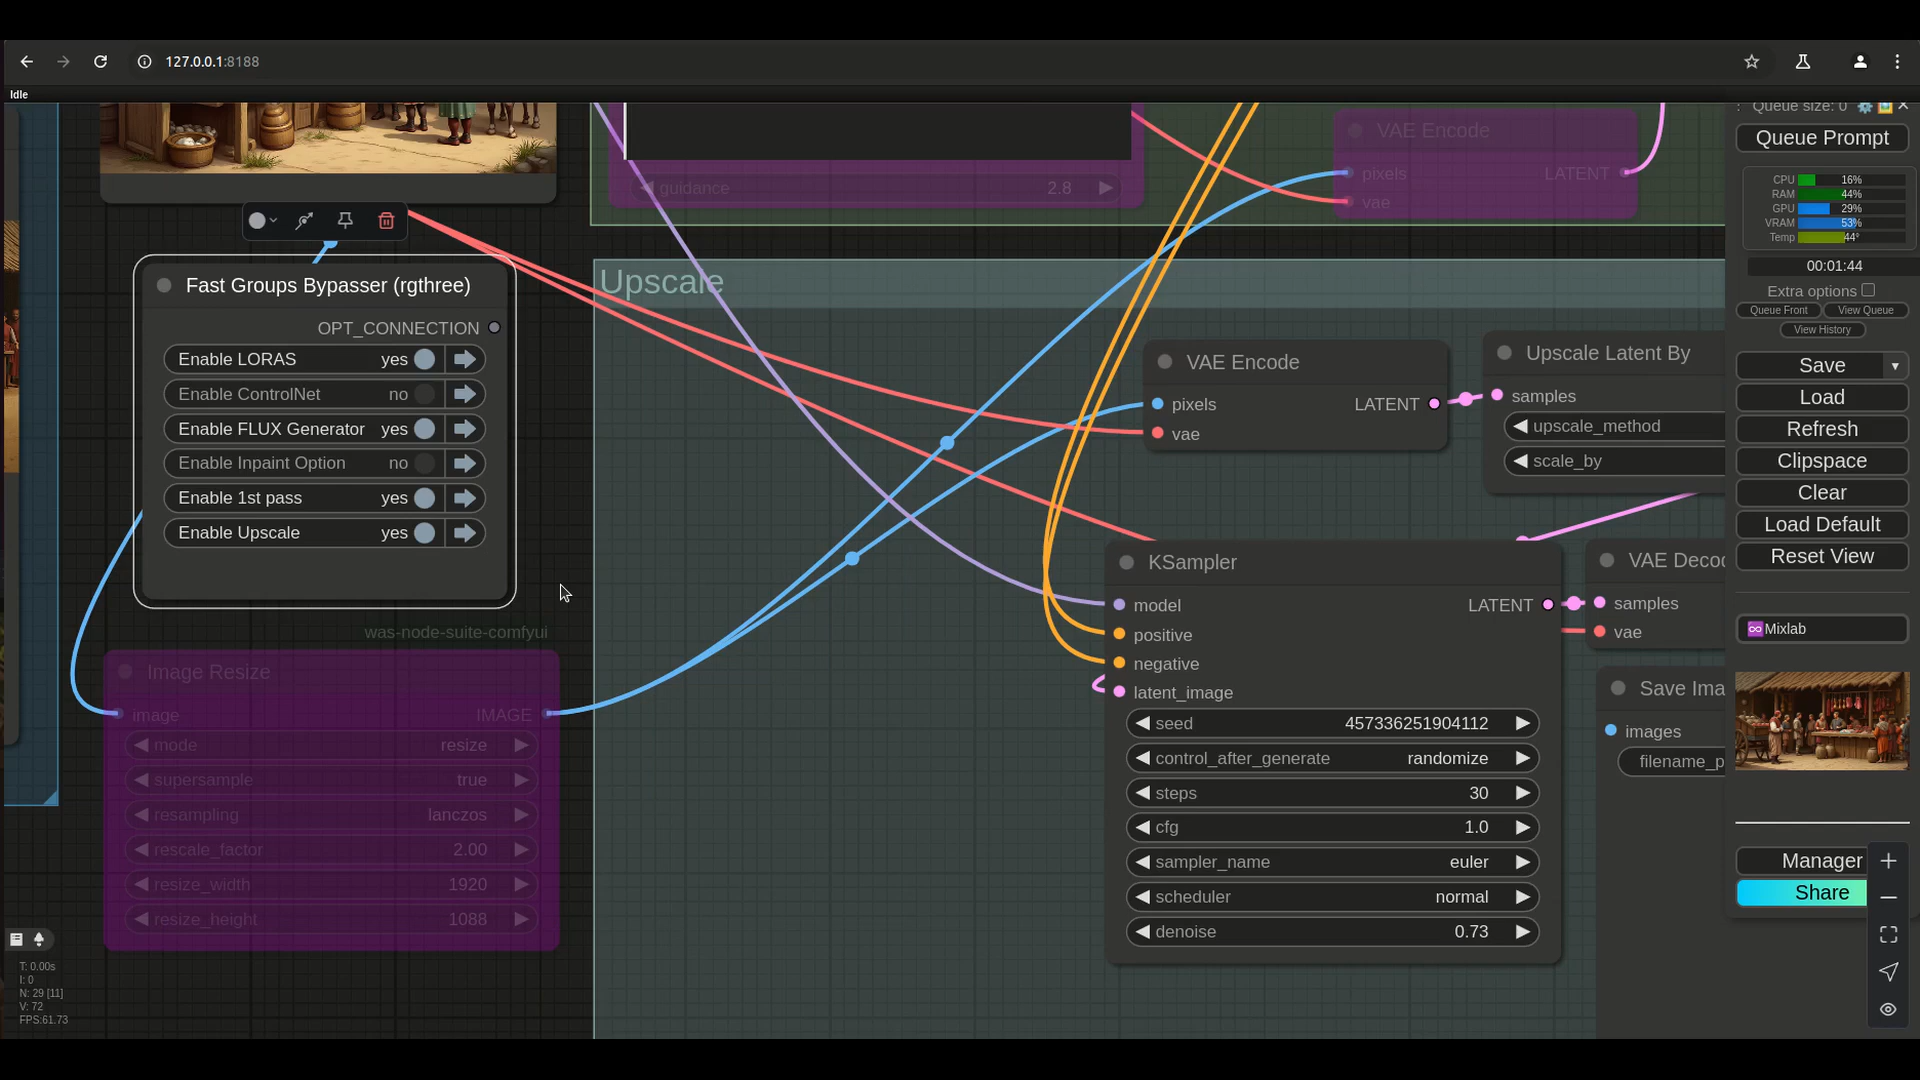 127.0.0.1:8188
Idle
Queue size: 0
Queue Prompt
CPU 16%
RAM 44%
GPU 29%
VRAM 53%
Temp 44°
00:01:44
Extra options
Queue Front View Queue
View History
Save
Load
Refresh
Clipspace
Clear
Load Default
Reset View
Mixlab
Manager
Share
guidance 2.8
VAE Encode
pixels LATENT
vae
Fast Groups Bypasser (rgthree)
OPT_CONNECTION
Enable LORAS yes
Enable ControlNet no
Enable FLUX Generator yes
Enable Inpaint Option no
Enable 1st pass yes
Enable Upscale yes
was-node-suite-comfyui
Image Resize
image IMAGE
mode resize
supersample true
resampling lanczos
rescale_factor 2.00
resize_width 1920
resize_height 1088
Upscale
VAE Encode
pixels LATENT
vae
Upscale Latent By
samples
upscale_method
scale_by
KSampler
model LATENT
positive
negative
latent_image
seed 457336251904112
control_after_generate randomize
steps 30
cfg 1.0
sampler_name euler
scheduler normal
denoise 0.73
VAE Deco
samples
vae
Save Ima
images
filename_p
T: 0.00s
I: 0
N: 29 [11]
V: 72
FPS:61.73